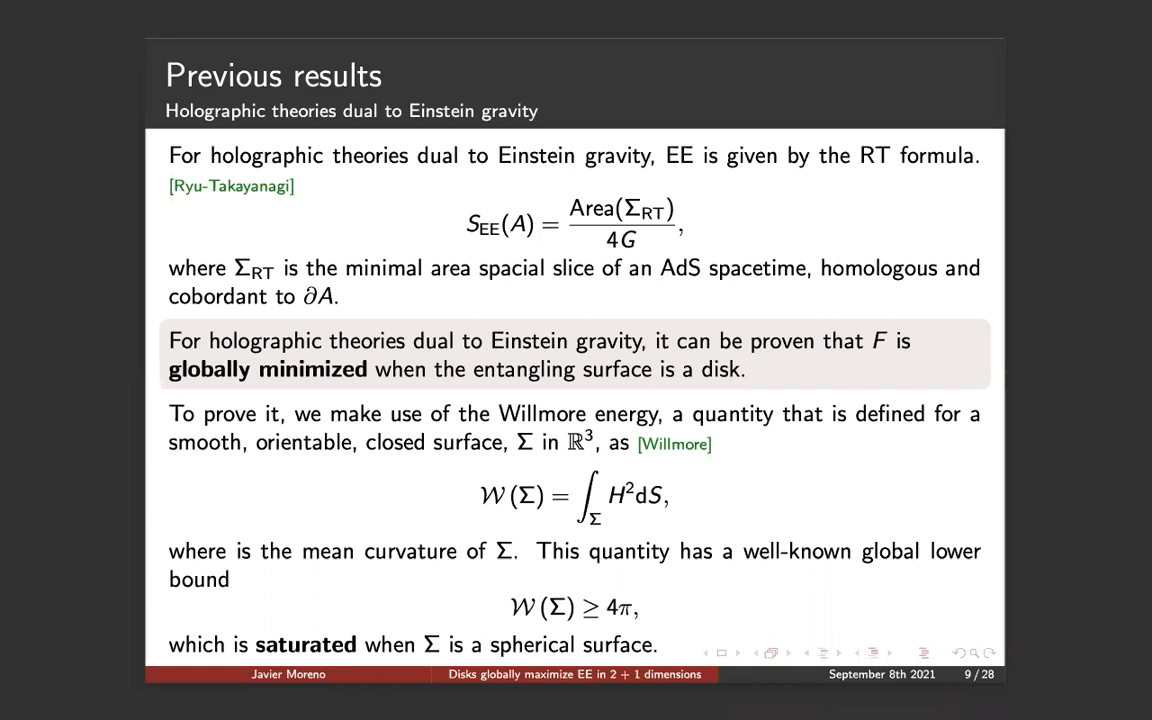 Previous results
Holographic theories dual to Einstein gravity
For holographic theories dual to Einstein gravity, EE is given by the RT formula.
[Ryu-Takayanagi]
S_EE(A) = Area(Σ_RT) / 4G,
where Σ_RT is the minimal area spacial slice of an AdS spacetime, homologous and
cobordant to ∂A.
For holographic theories dual to Einstein gravity, it can be proven that F is
globally minimized when the entangling surface is a disk.
To prove it, we make use of the Willmore energy, a quantity that is defined for a
smooth, orientable, closed surface, Σ in ℝ³, as [Willmore]
𝒲(Σ) = ∫_Σ H²dS,
where is the mean curvature of Σ. This quantity has a well-known global lower
bound
𝒲(Σ) ≥ 4π,
which is saturated when Σ is a spherical surface.
Javier Moreno Disks globally maximize EE in 2 + 1 dimensions September 8th 2021 9 / 28